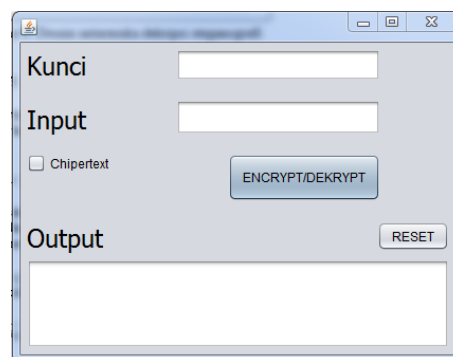 Kunci
Input
Chipertext
ENCRYPT/DEKRYPT
Output
RESET